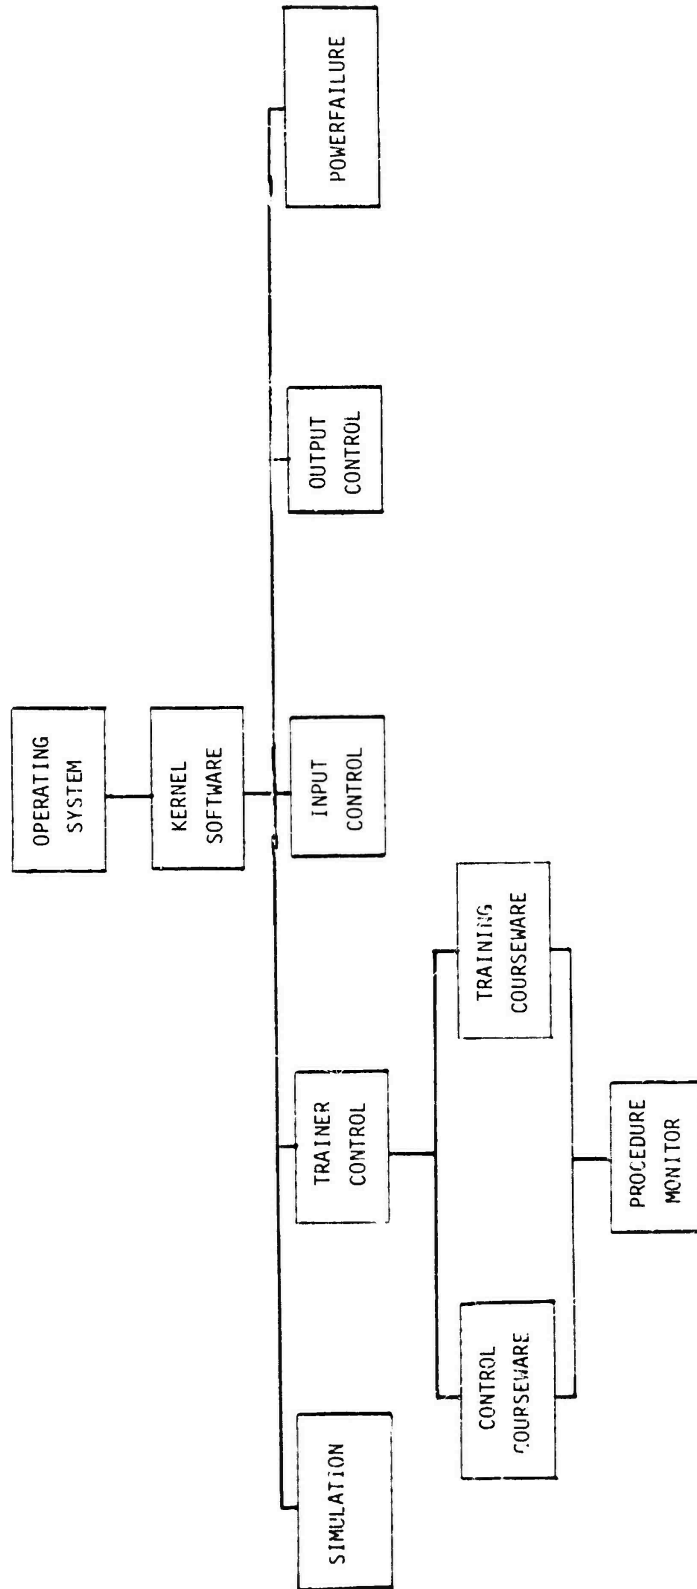 OPERATING
SYSTEM
KERNEL
SOFTWARE
SIMULATION
TRAINER
CONTROL
INPUT
CONTROL
OUTPUT
CONTROL
POWERFAILURE
CONTROL
COURSEWARE
TRAINING
COURSEWARE
PROCEDURE
MONITOR